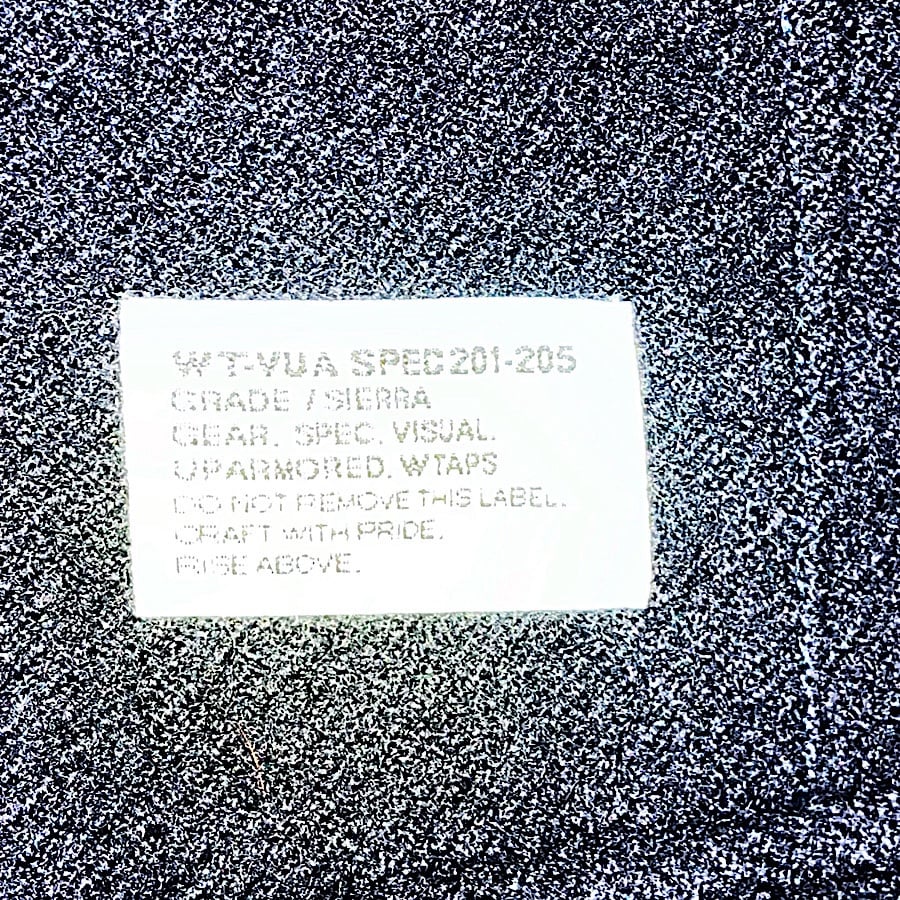 WT-VUA SPEC201-205
GRADE / SIERRA
GEAR. SPEC. VISUAL.
UPARMORED. WTAPS
DO NOT REMOVE THIS LABEL.
CRAFT WITH PRIDE.
RISE ABOVE.